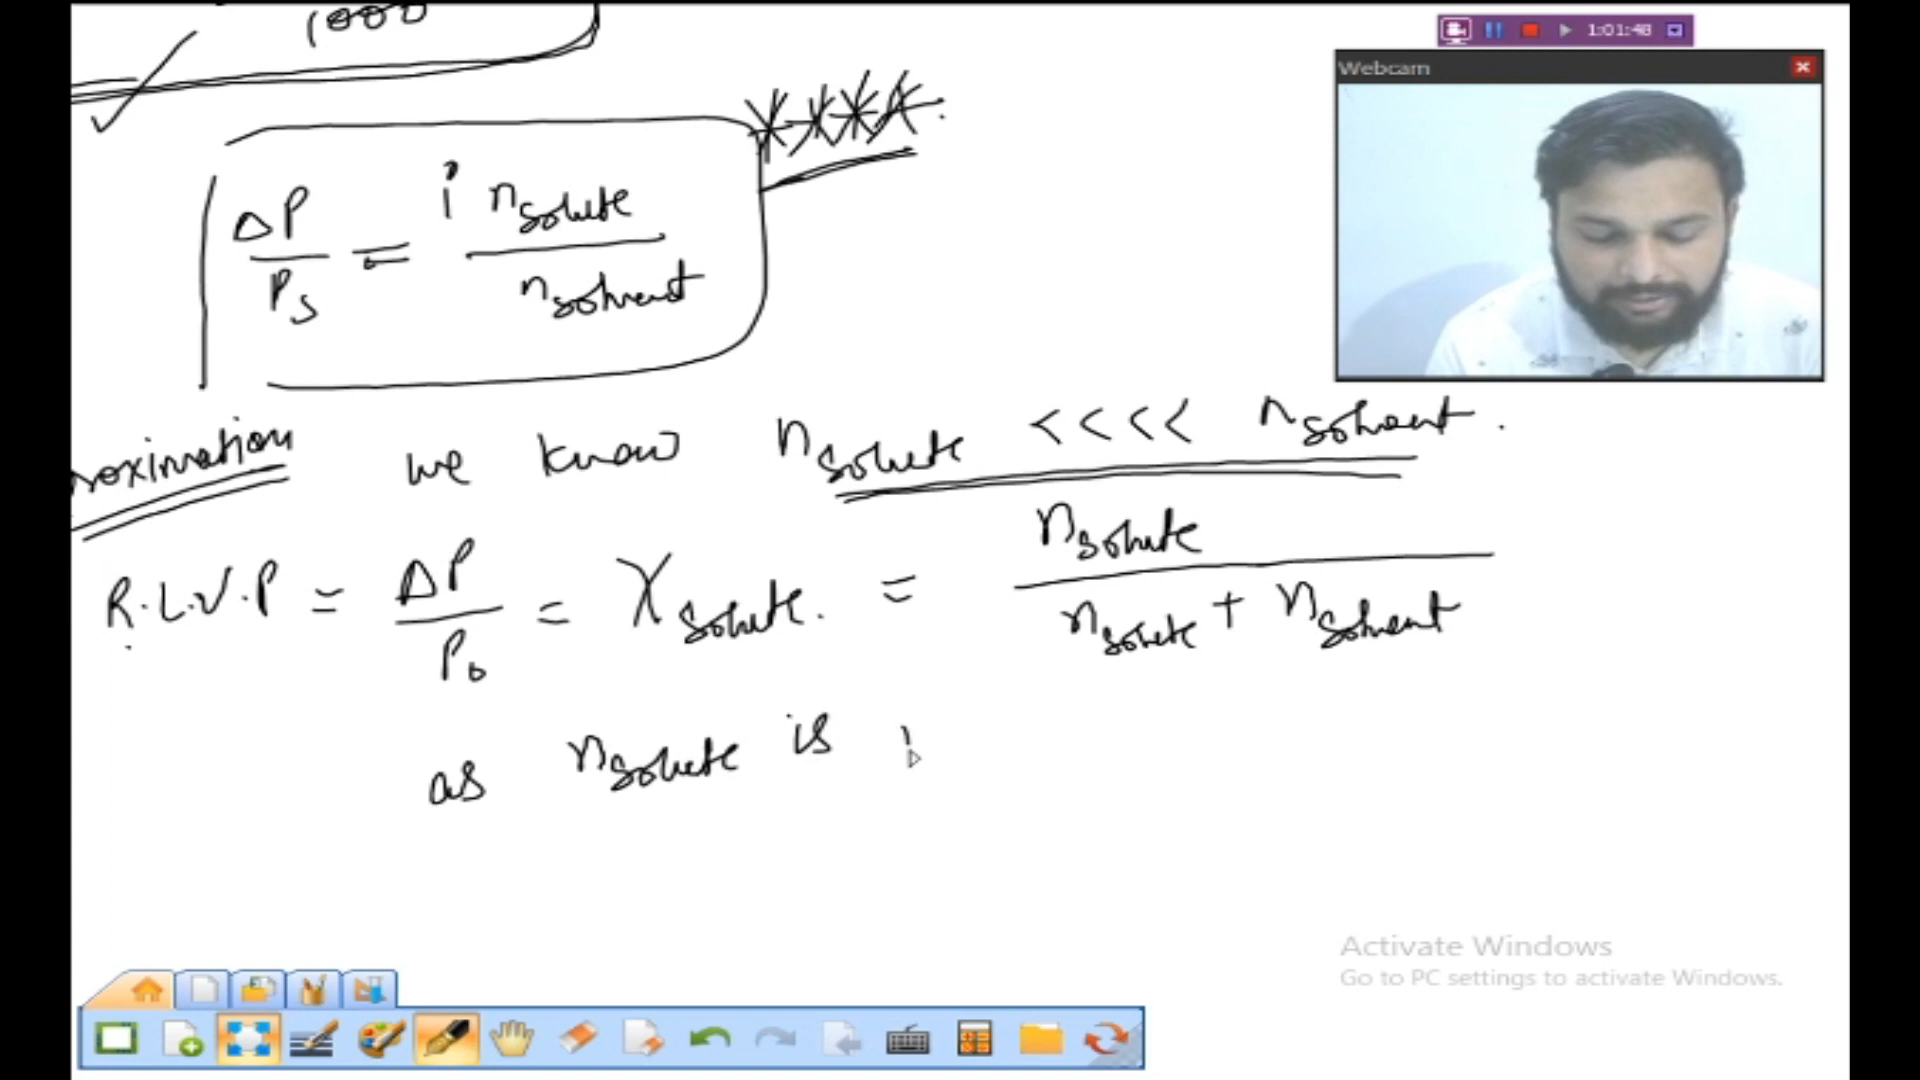 1000
1:01:48
Webcam
****.
ΔP/Ps = i nsolute/nsolvent
roximation we know nsolute <<<< nsolvent.
R.L.V.P = ΔP/P0 = Xsolute. = nsolute/nsolute + nsolvent
as nsolute is
Activate Windows
Go to PC settings to activate Windows.